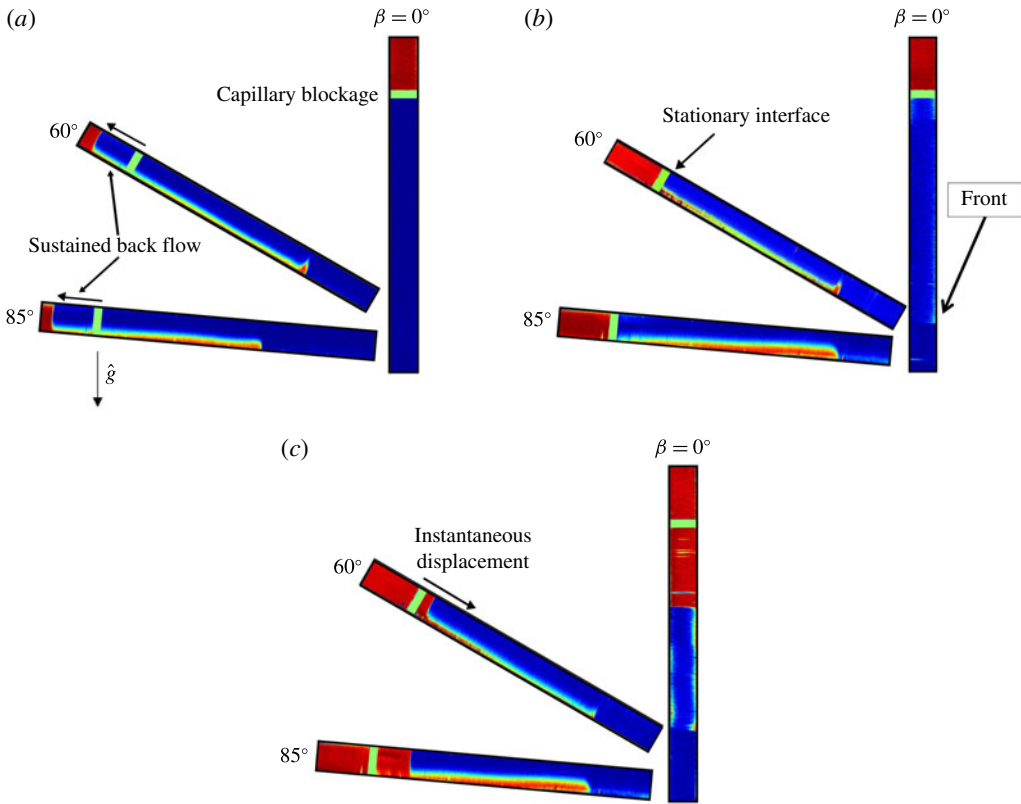 (a)
β = 0°
Capillary blockage
60°
Sustained back flow
85°
ĝ
(b)
β = 0°
Stationary interface
60°
Front
85°
(c)
β = 0°
Instantaneous
displacement
60°
85°